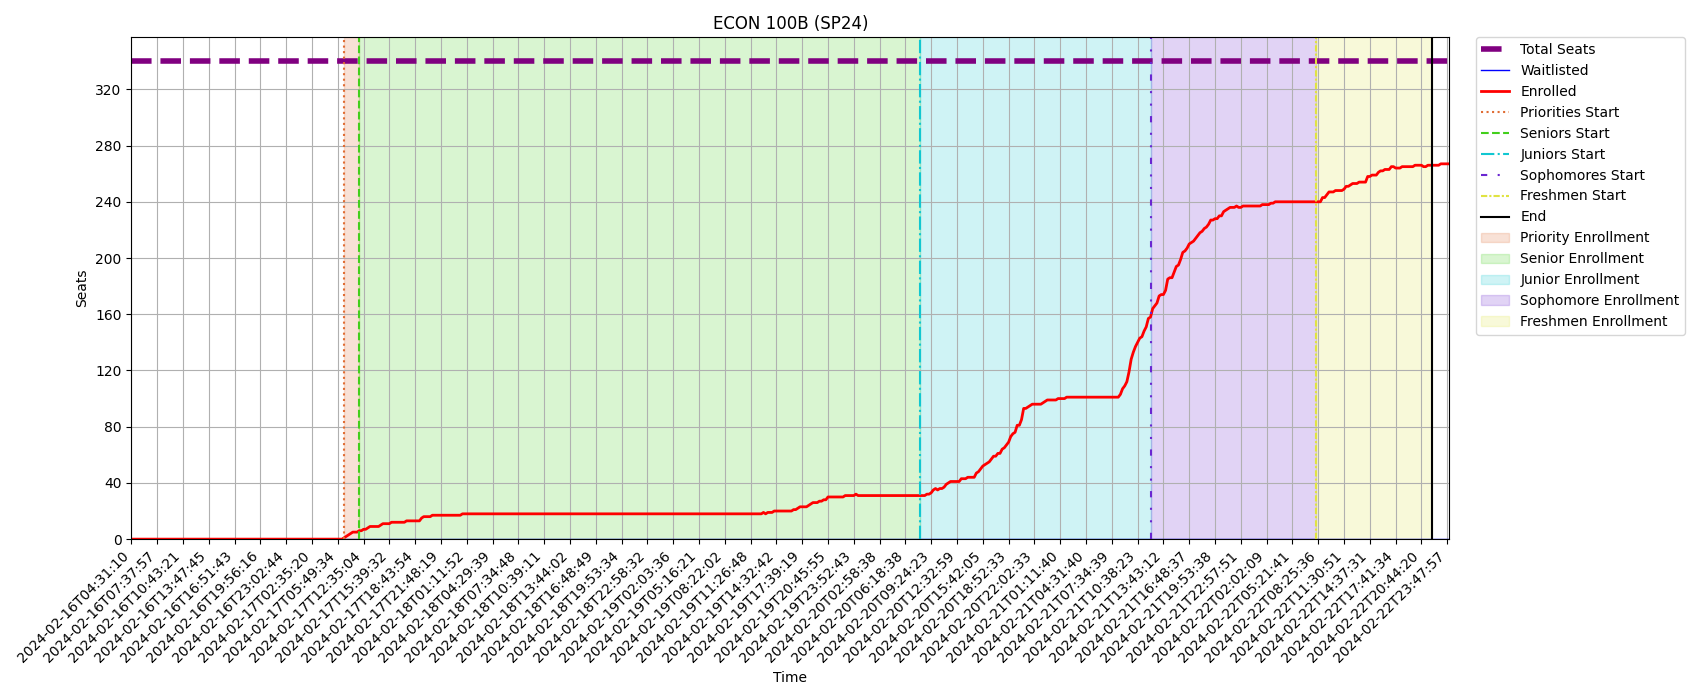 ECON 100B (SP24)
Seats
320
280
240
200
160
120
80
40
0
2024-02-16T04:31:10
2024-02-16T07:37:57
2024-02-16T10:43:21
2024-02-16T13:47:45
2024-02-16T16:51:43
2024-02-16T19:56:16
2024-02-16T23:02:44
2024-02-17T02:35:20
2024-02-17T05:49:34
2024-02-17T12:35:04
2024-02-17T15:39:32
2024-02-17T18:43:54
2024-02-17T21:48:19
2024-02-18T01:11:52
2024-02-18T04:29:39
2024-02-18T07:34:48
2024-02-18T10:39:11
2024-02-18T13:44:02
2024-02-18T16:48:49
2024-02-18T19:53:34
2024-02-18T22:58:32
2024-02-19T02:03:36
2024-02-19T05:16:21
2024-02-19T08:22:02
2024-02-19T11:26:48
2024-02-19T14:32:42
2024-02-19T17:39:19
2024-02-19T20:45:55
2024-02-19T23:52:43
2024-02-20T02:58:38
2024-02-20T06:18:38
2024-02-20T09:24:23
2024-02-20T12:32:59
2024-02-20T15:42:05
2024-02-20T18:52:33
2024-02-20T22:02:33
2024-02-21T01:11:40
2024-02-21T04:31:40
2024-02-21T07:34:39
2024-02-21T10:38:23
2024-02-21T13:43:12
2024-02-21T16:48:37
2024-02-21T19:53:38
2024-02-21T22:57:51
2024-02-22T02:02:09
2024-02-22T05:21:41
2024-02-22T08:25:36
2024-02-22T11:30:51
2024-02-22T14:37:31
2024-02-22T17:41:34
2024-02-22T20:44:20
2024-02-22T23:47:57
Time
Total Seats
Waitlisted
Enrolled
Priorities Start
Seniors Start
Juniors Start
Sophomores Start
Freshmen Start
End
Priority Enrollment
Senior Enrollment
Junior Enrollment
Sophomore Enrollment
Freshmen Enrollment